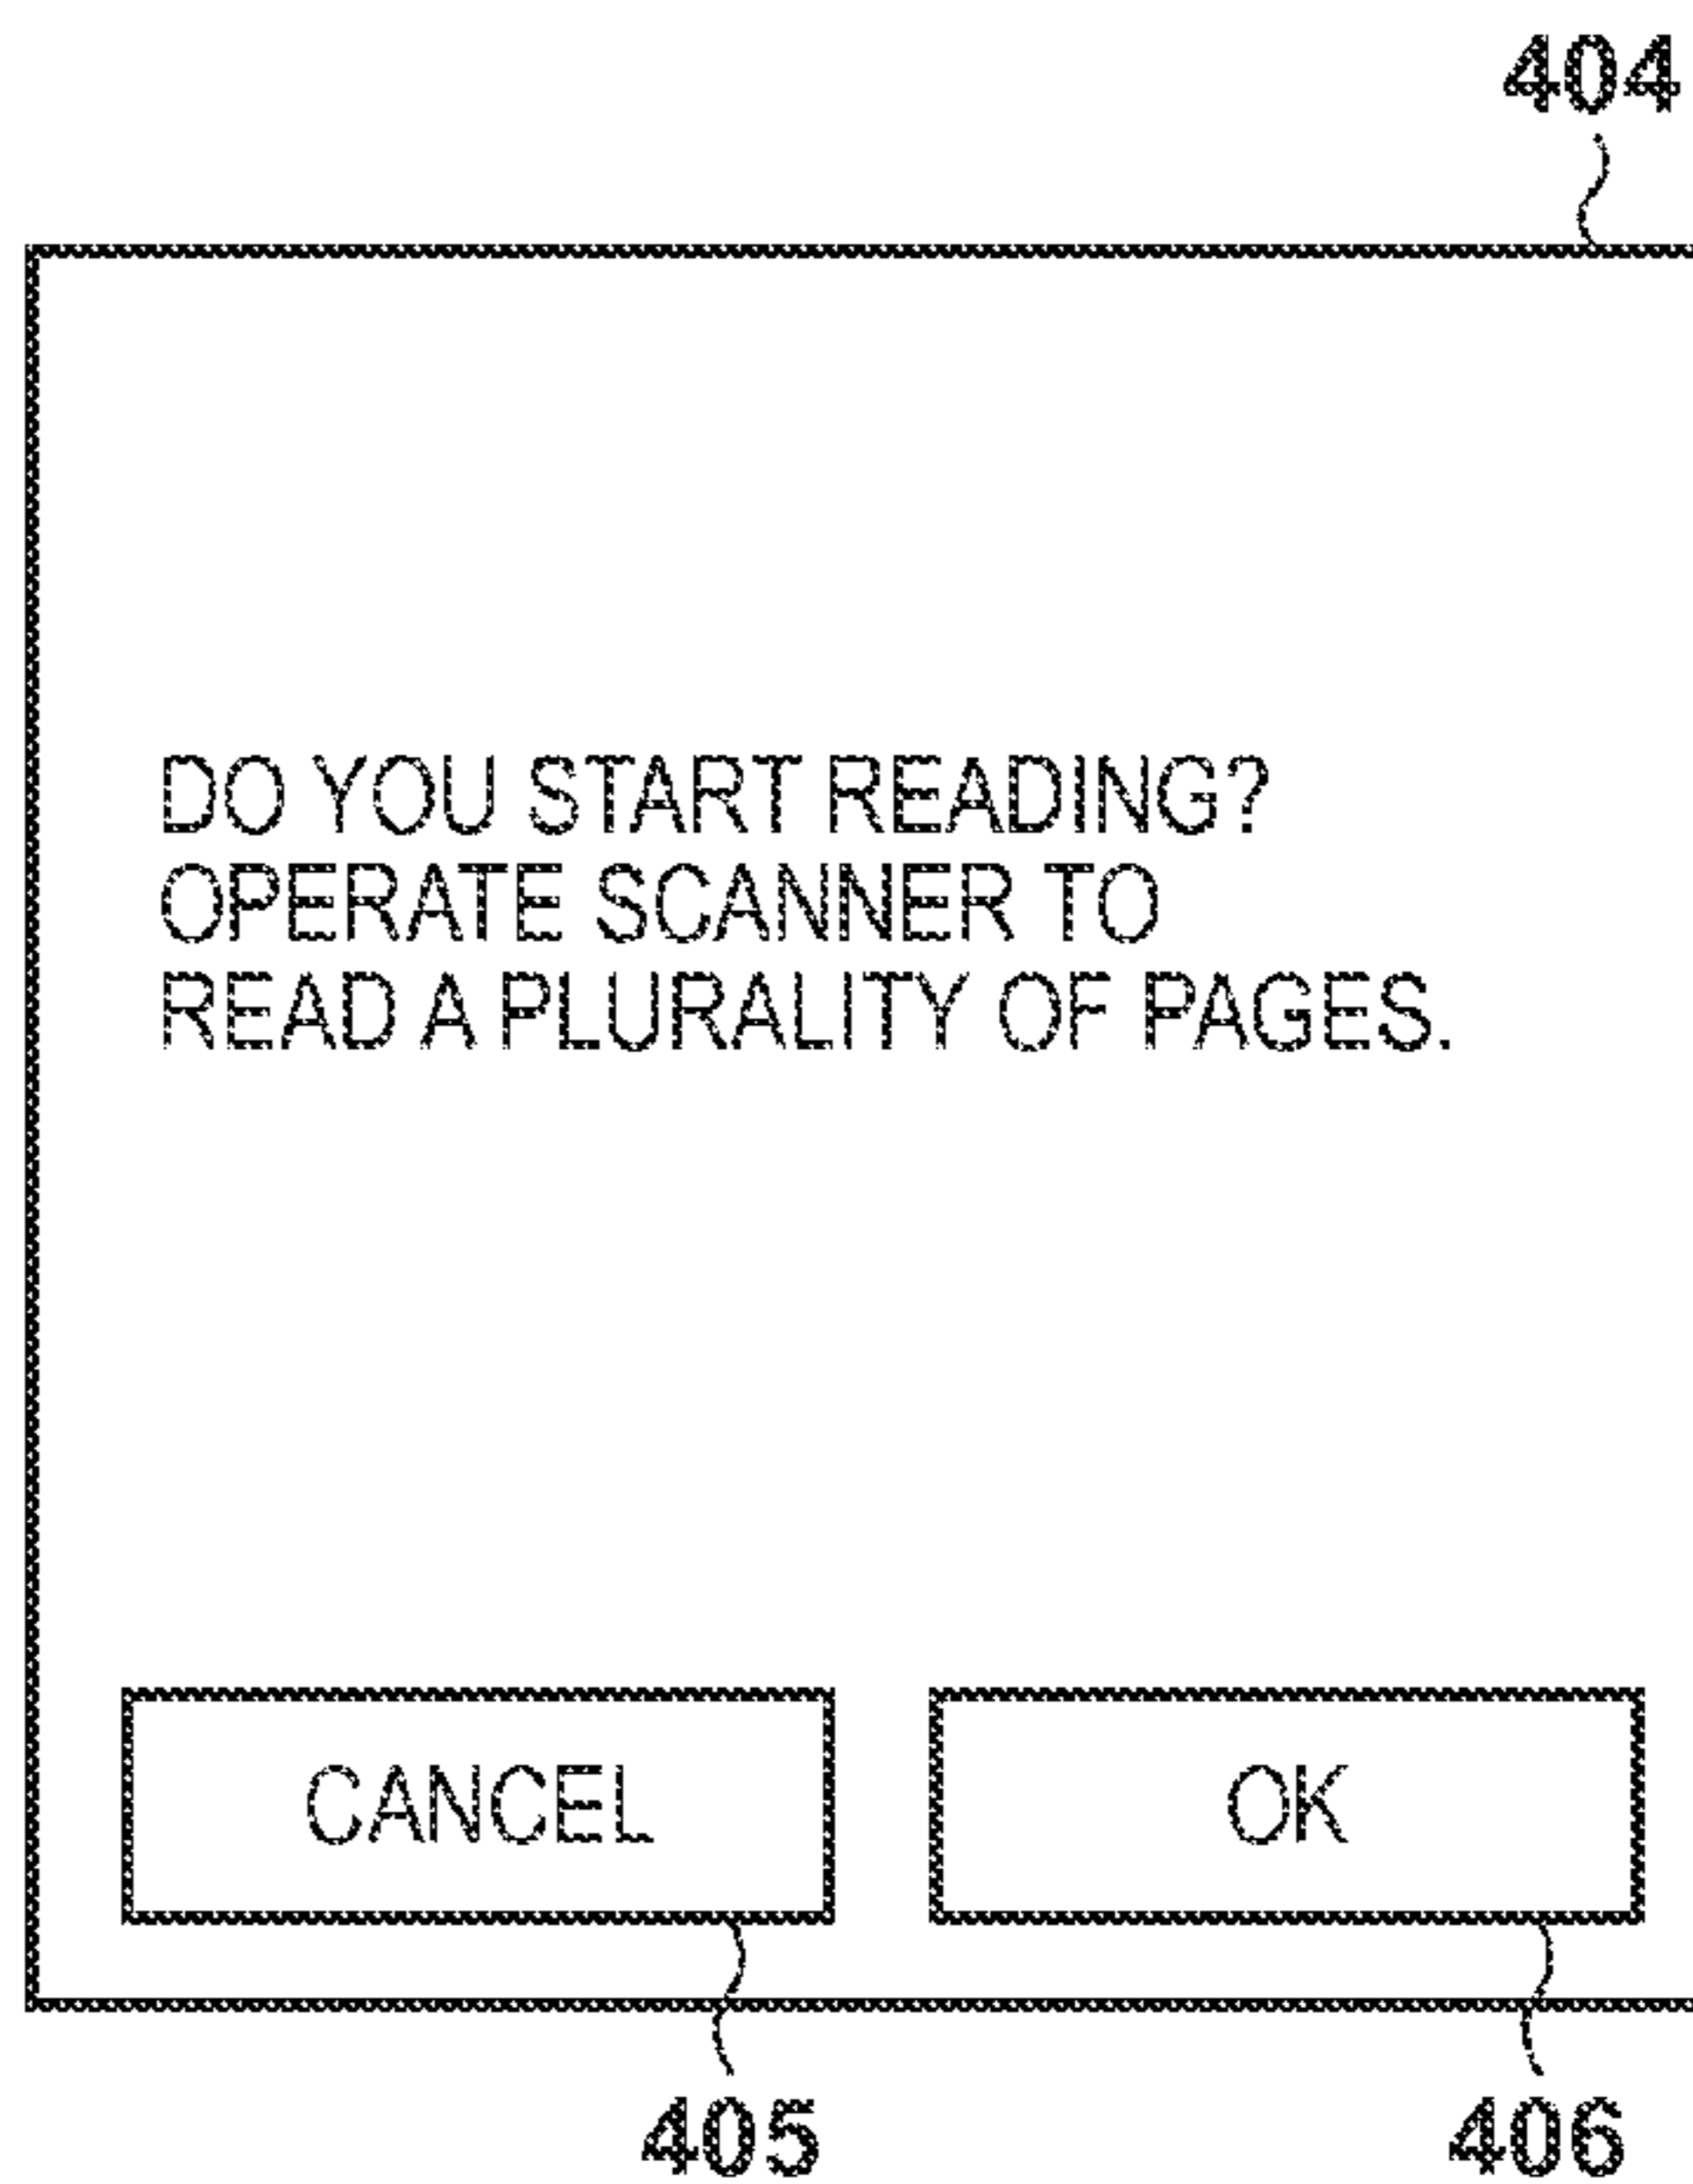 404
DO YOU START READING?
OPERATE SCANNER TO
READ A PLURALITY OF PAGES.
CANCEL OK
405 406